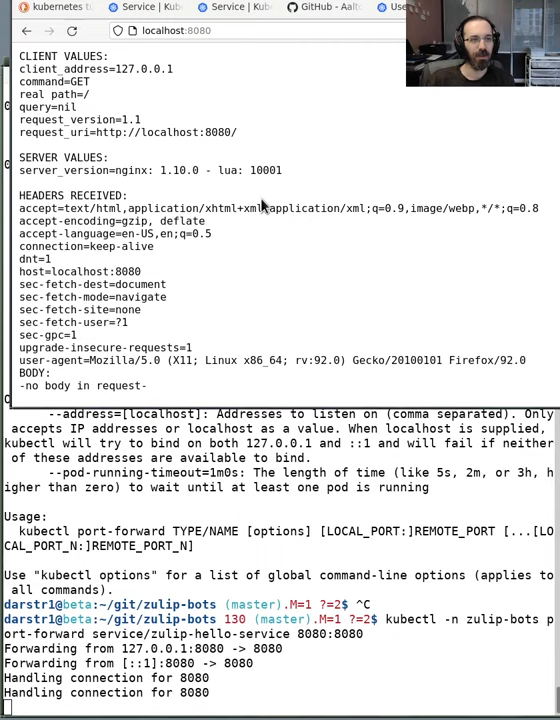 kubernetes tu
Service | Kub
Service | Kub
GitHub - Aalt
Use
localhost:8080
CLIENT VALUES:
client_address=127.0.0.1
command=GET
real path=/
query=nil
request_version=1.1
request_uri=http://localhost:8080/
SERVER VALUES:
server_version=nginx: 1.10.0 - lua: 10001
HEADERS RECEIVED:
accept=text/html,application/xhtml+xml,application/xml;q=0.9,image/webp,*/*;q=0.8
accept-encoding=gzip, deflate
accept-language=en-US,en;q=0.5
connection=keep-alive
dnt=1
host=localhost:8080
sec-fetch-dest=document
sec-fetch-mode=navigate
sec-fetch-site=none
sec-fetch-user=?1
sec-gpc=1
upgrade-insecure-requests=1
user-agent=Mozilla/5.0 (X11; Linux x86_64; rv:92.0) Gecko/20100101 Firefox/92.0
BODY:
-no body in request-
--address=[localhost]: Addresses to listen on (comma separated). Only
accepts IP addresses or localhost as a value. When localhost is supplied,
kubectl will try to bind on both 127.0.0.1 and ::1 and will fail if neither
of these addresses are available to bind.
--pod-running-timeout=1m0s: The length of time (like 5s, 2m, or 3h, h
igher than zero) to wait until at least one pod is running
Usage:
kubectl port-forward TYPE/NAME [options] [LOCAL_PORT:]REMOTE_PORT [...[LO
CAL_PORT_N:]REMOTE_PORT_N]
Use "kubectl options" for a list of global command-line options (applies to
all commands).
darstr1@beta:~/git/zulip-bots (master).M=1 ?=2$ ^C
darstr1@beta:~/git/zulip-bots (master).M=1 ?=2 130 $ kubectl -n zulip-bots p
ort-forward service/zulip-hello-service 8080:8080
Forwarding from 127.0.0.1:8080 -> 8080
Forwarding from [::1]:8080 -> 8080
Handling connection for 8080
Handling connection for 8080